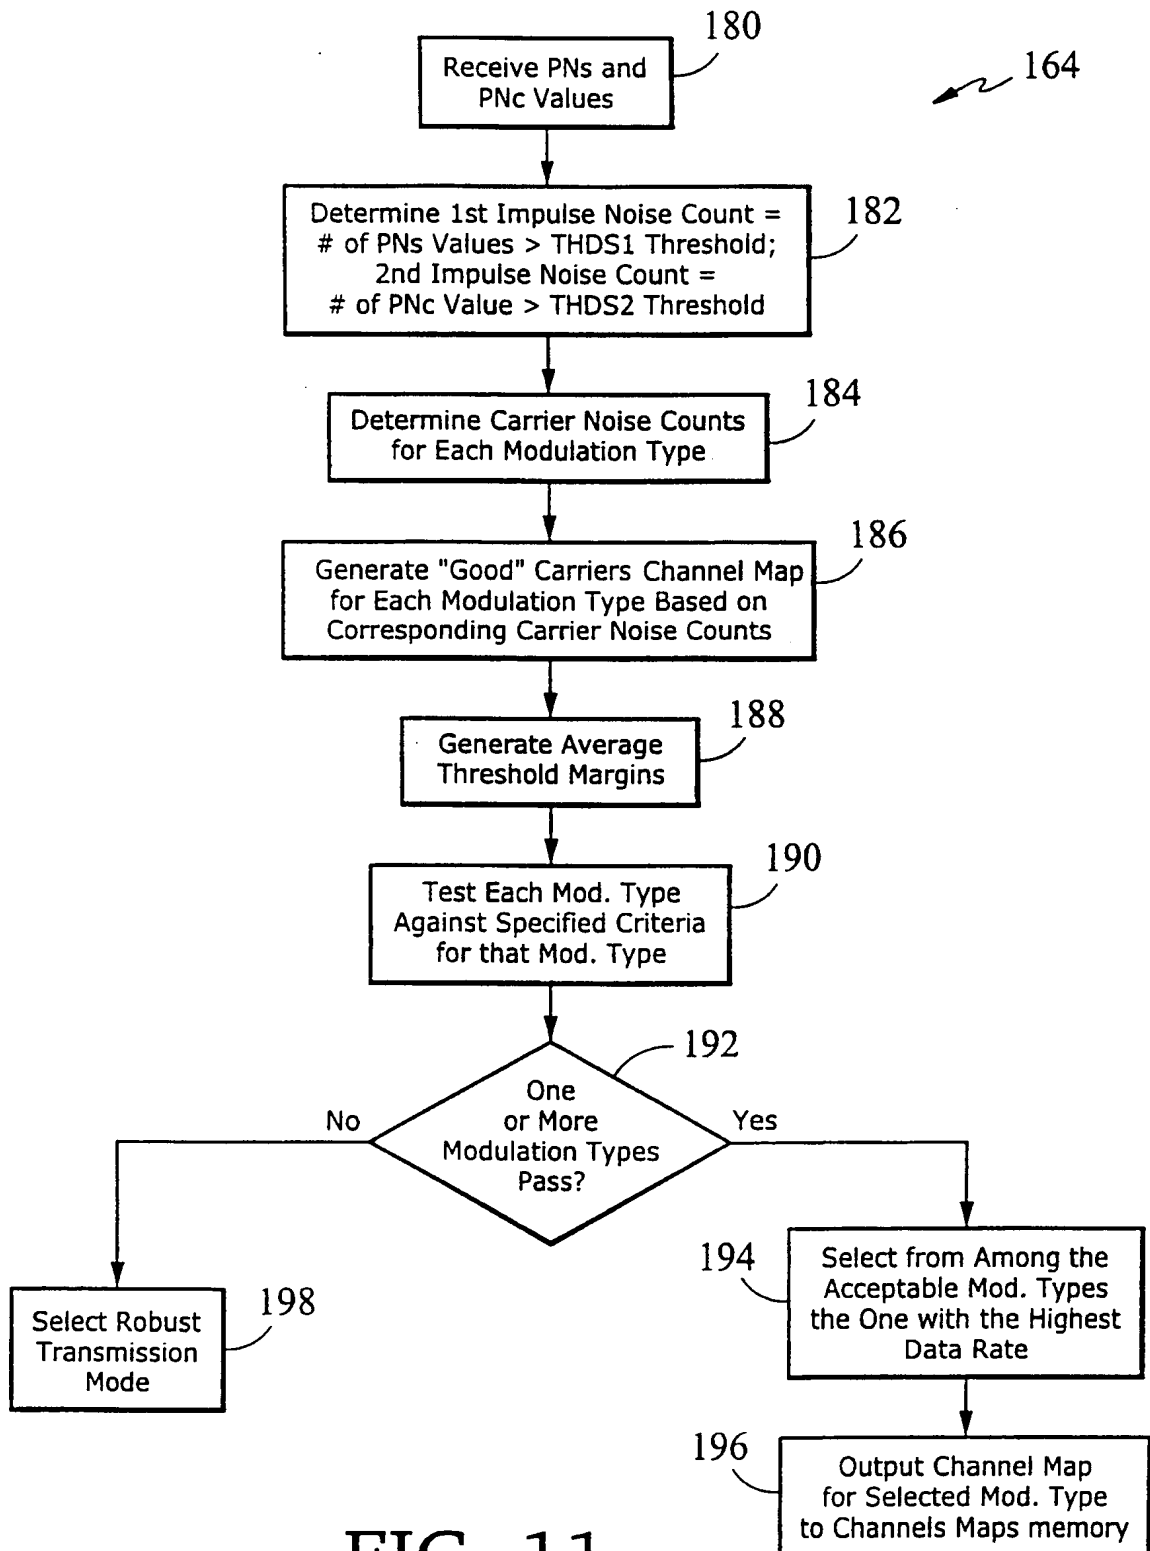 180
Receive PNs and
PNc Values
164
182
Determine 1st Impulse Noise Count =
# of PNs Values > THDS1 Threshold;
2nd Impulse Noise Count =
# of PNc Value > THDS2 Threshold
184
Determine Carrier Noise Counts
for Each Modulation Type
186
Generate "Good" Carriers Channel Map
for Each Modulation Type Based on
Corresponding Carrier Noise Counts
188
Generate Average
Threshold Margins
190
Test Each Mod. Type
Against Specified Criteria
for that Mod. Type
192
One
or More
Modulation Types
Pass?
No
Yes
198
Select Robust
Transmission
Mode
194
Select from Among the
Acceptable Mod. Types
the One with the Highest
Data Rate
196
Output Channel Map
for Selected Mod. Type
to Channels Maps memory
FIG. 11